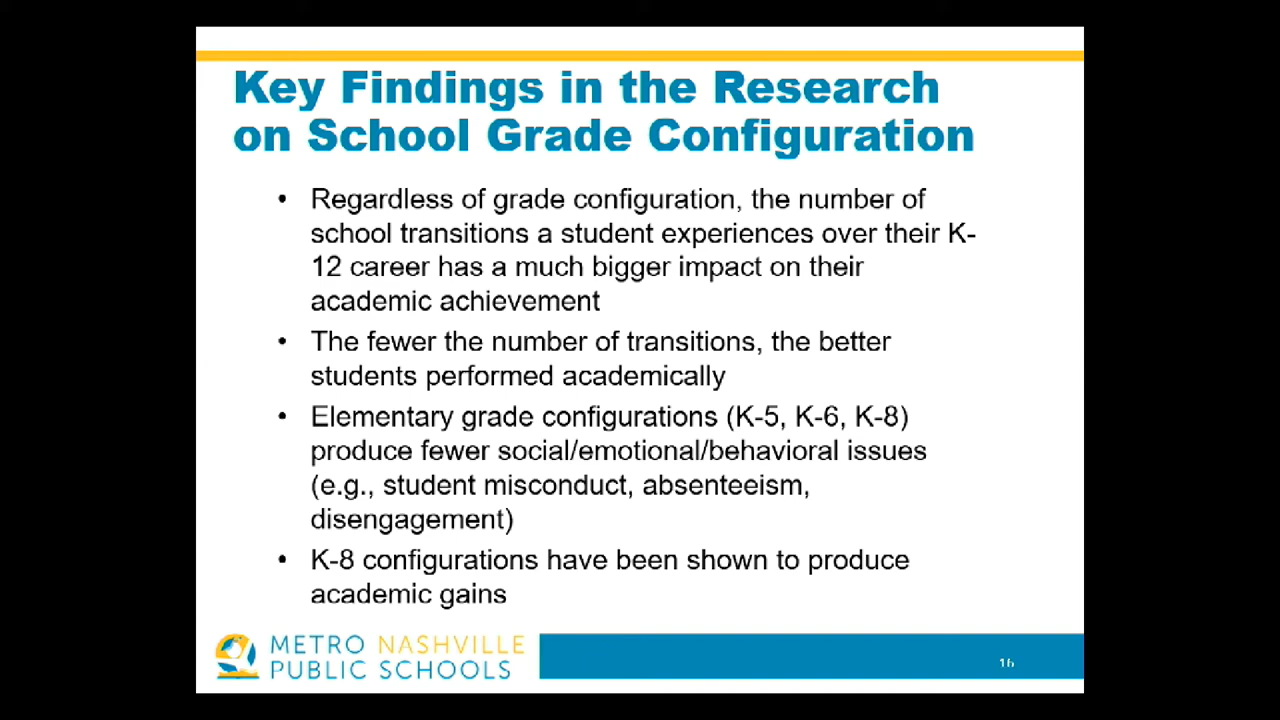 Key Findings in the Research
on School Grade Configuration
• Regardless of grade configuration, the number of
school transitions a student experiences over their K-
12 career has a much bigger impact on their
academic achievement
• The fewer the number of transitions, the better
students performed academically
• Elementary grade configurations (K-5, K-6, K-8)
produce fewer social/emotional/behavioral issues
(e.g., student misconduct, absenteeism,
disengagement)
• K-8 configurations have been shown to produce
academic gains
METRO NASHVILLE
PUBLIC SCHOOLS
16